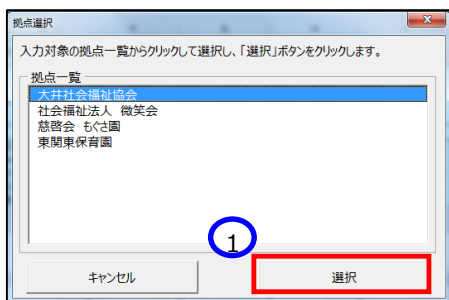 拠点選択
入力対象の拠点一覧からクリックして選択し、「選択」ボタンをクリックします。
拠点一覧
大井社会福祉協会
社会福祉法人 微笑会
慈啓会 もぐさ園
東関東保育園
1
キャンセル
選択